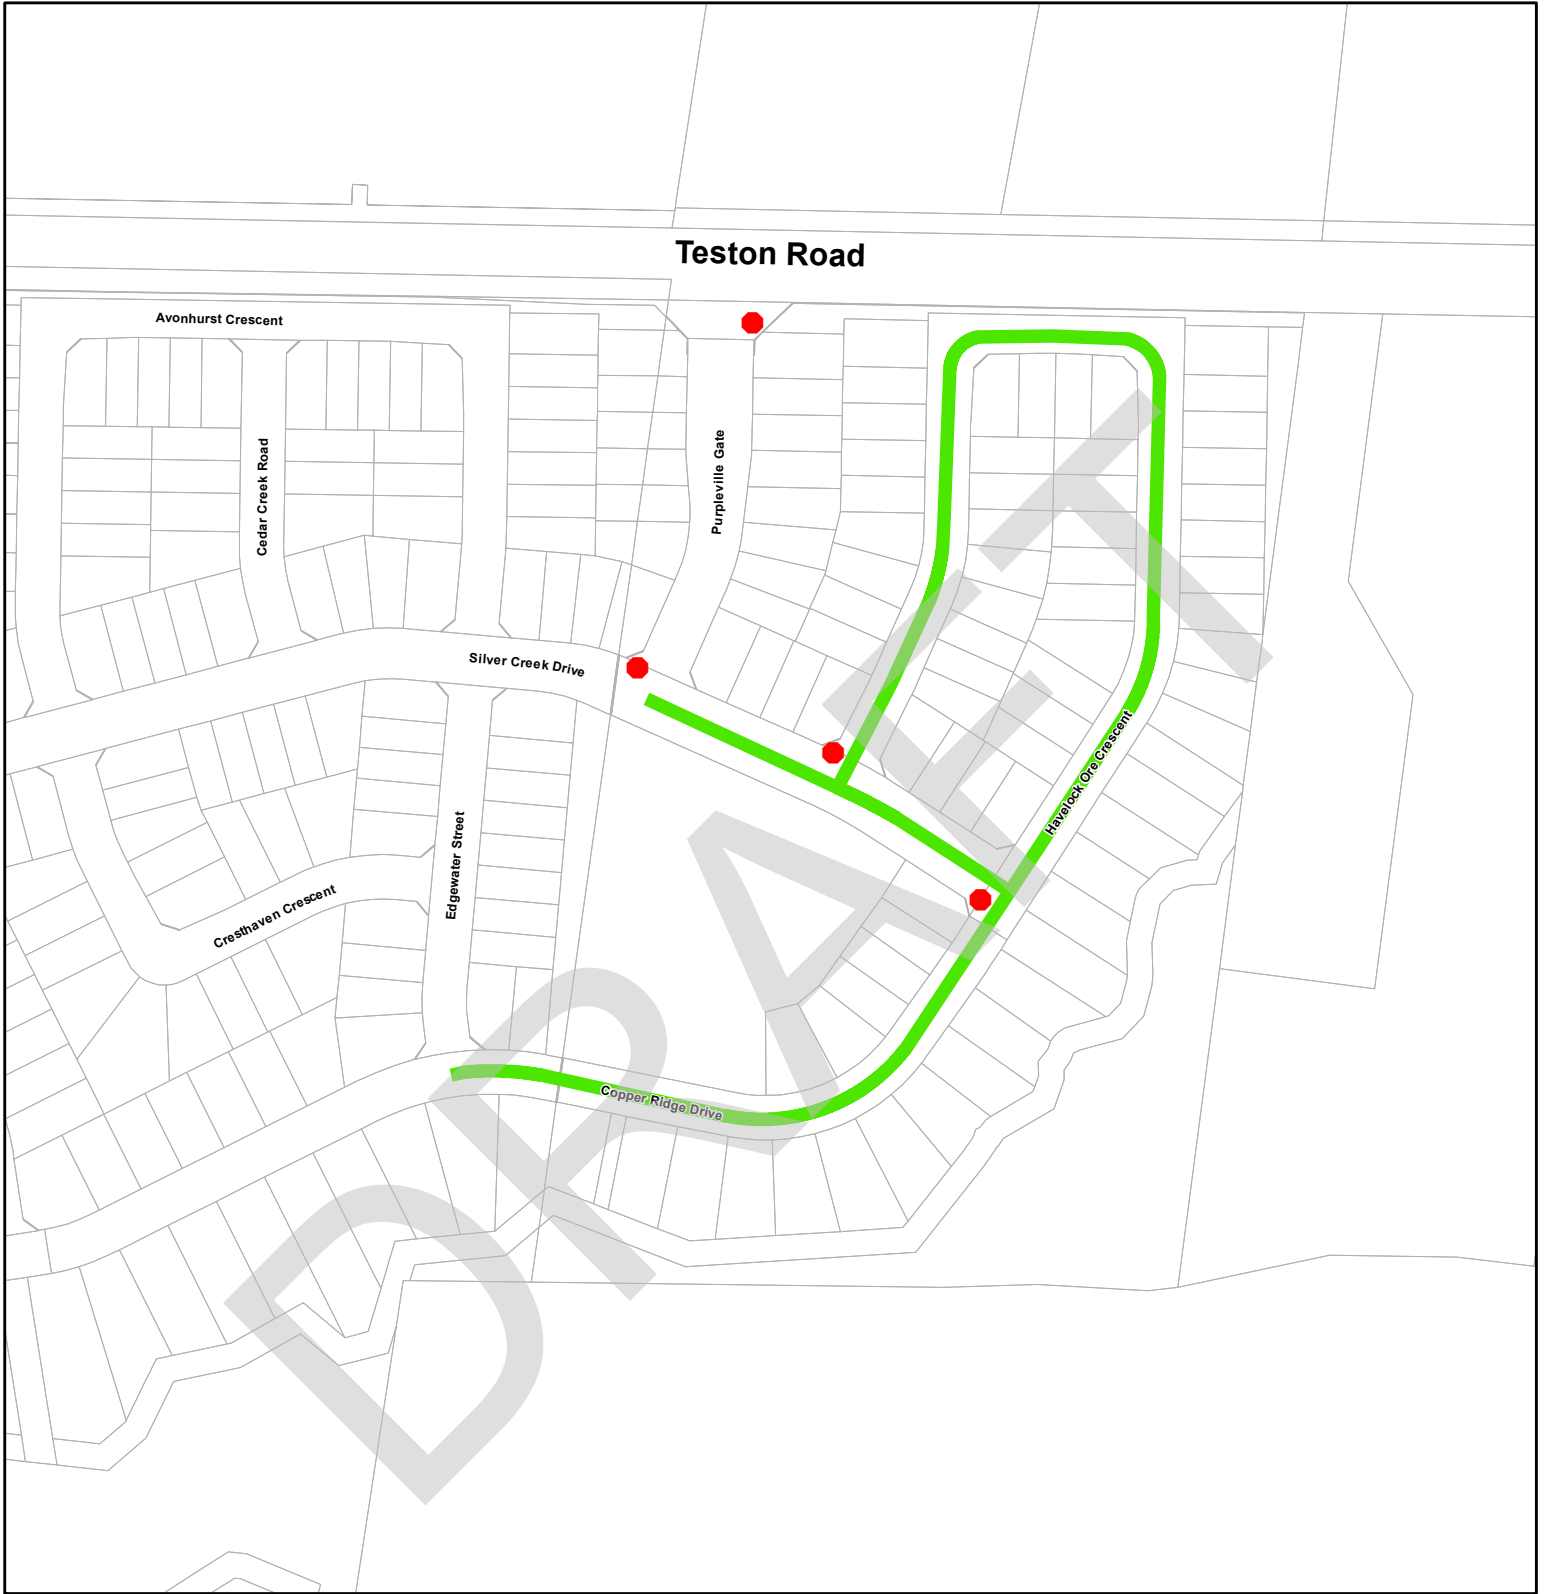 Teston Road
Avonhurst Crescent
Cedar Creek Road
Purpleville Gate
Silver Creek Drive
Havelock Ore Crescent
Edgewater Street
Cresthaven Crescent
Copper Ridge Drive
DRAFT